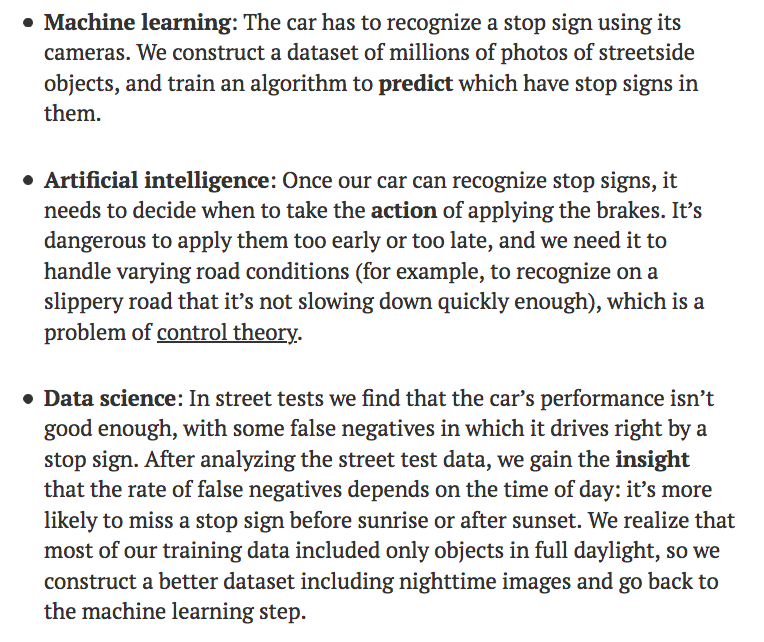 • Machine learning: The car has to recognize a stop sign using its
cameras. We construct a dataset of millions of photos of streetside
objects, and train an algorithm to predict which have stop signs in
them.
• Artificial intelligence: Once our car can recognize stop signs, it
needs to decide when to take the action of applying the brakes. It’s
dangerous to apply them too early or too late, and we need it to
handle varying road conditions (for example, to recognize on a
slippery road that it’s not slowing down quickly enough), which is a
problem of control theory.
• Data science: In street tests we find that the car’s performance isn’t
good enough, with some false negatives in which it drives right by a
stop sign. After analyzing the street test data, we gain the insight
that the rate of false negatives depends on the time of day: it’s more
likely to miss a stop sign before sunrise or after sunset. We realize that
most of our training data included only objects in full daylight, so we
construct a better dataset including nighttime images and go back to
the machine learning step.